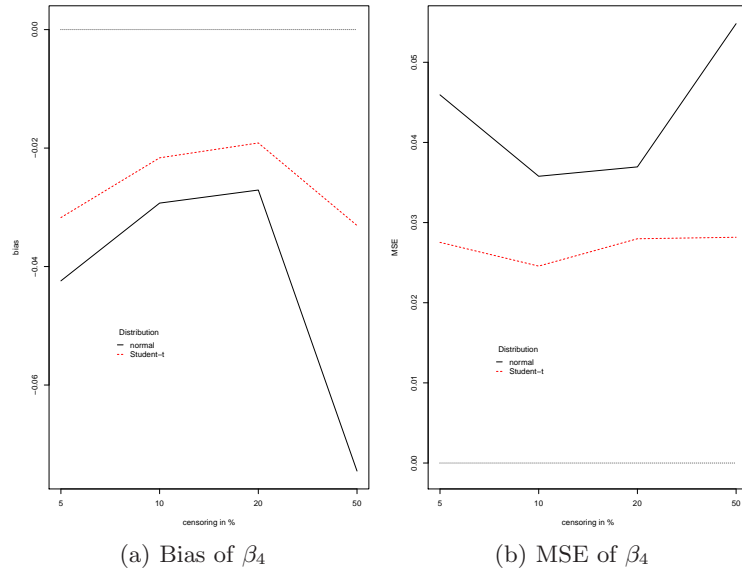 0.00
−0.02
−0.04
−0.06
bias
Distribution
normal
Student−t
5
10
20
50
censoring in %
(a) Bias of β4
0.05
0.04
0.03
0.02
0.01
0.00
MSE
Distribution
normal
Student−t
5
10
20
50
censoring in %
(b) MSE of β4